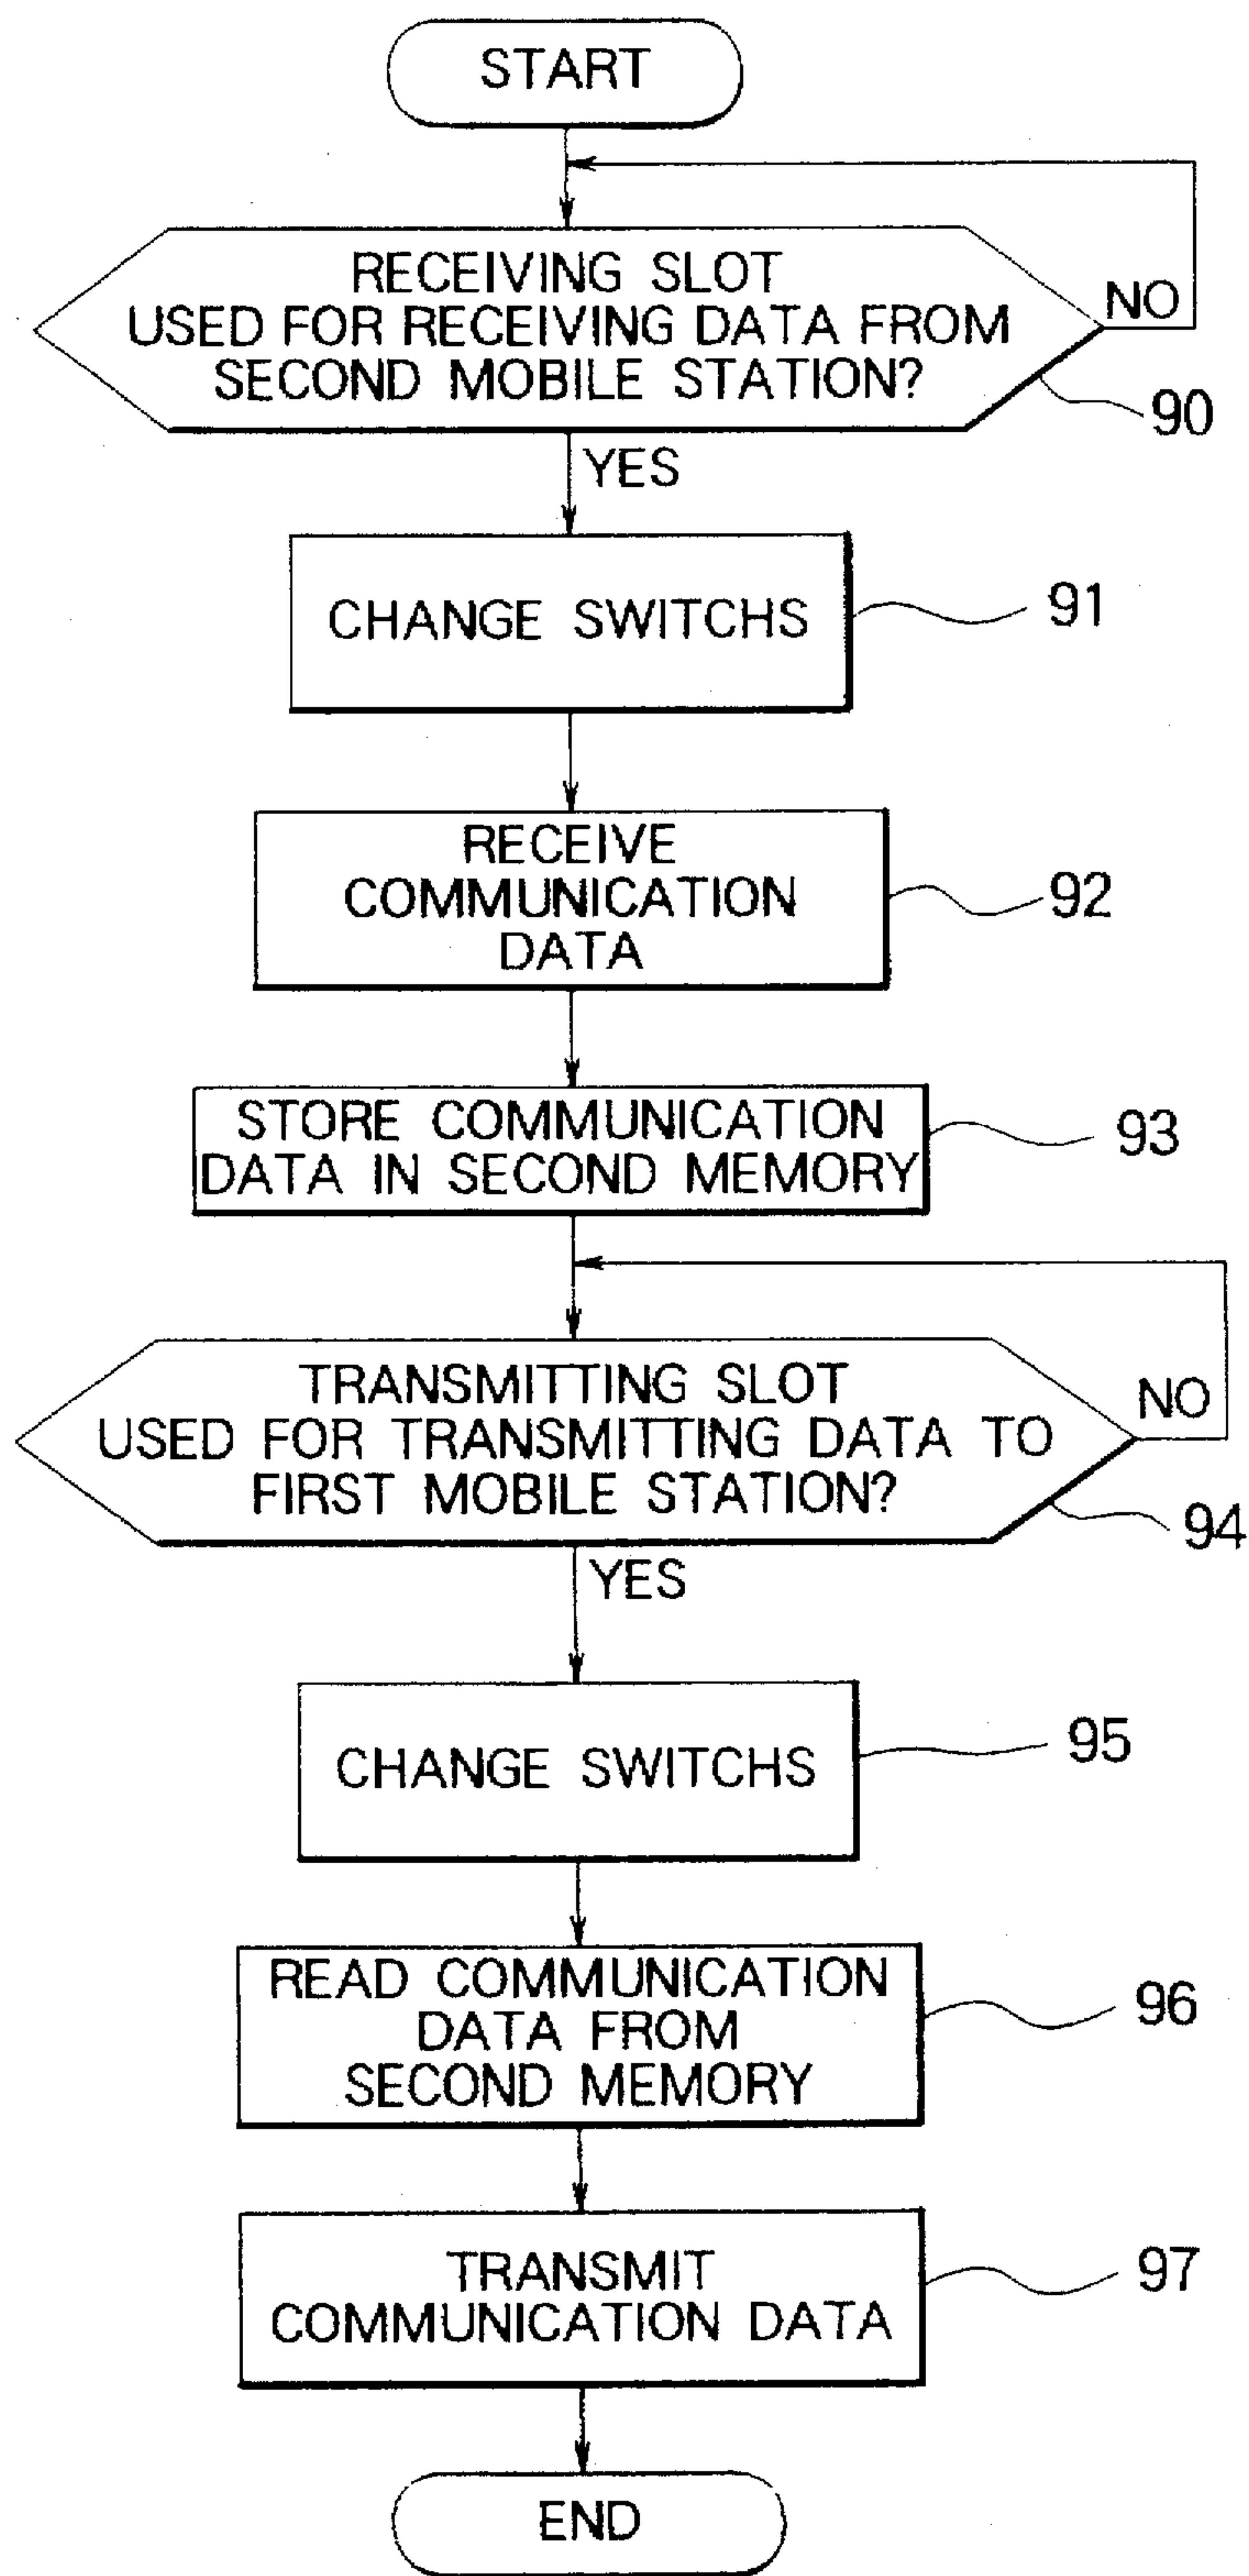 START
RECEIVING SLOT
USED FOR RECEIVING DATA FROM
SECOND MOBILE STATION?
NO
90
YES
CHANGE SWITCHS
91
RECEIVE
COMMUNICATION
DATA
92
STORE COMMUNICATION
DATA IN SECOND MEMORY
93
TRANSMITTING SLOT
USED FOR TRANSMITTING DATA TO
FIRST MOBILE STATION?
NO
94
YES
CHANGE SWITCHS
95
READ COMMUNICATION
DATA FROM
SECOND MEMORY
96
TRANSMIT
COMMUNICATION DATA
97
END